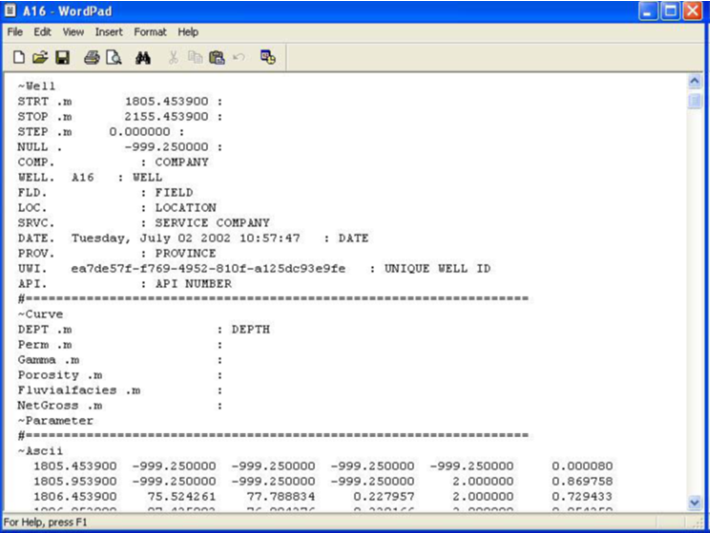 A16 - WordPad
File Edit View Insert Format Help
~Well
STRT .m 1805.453900 :
STOP .m 2155.453900 :
STEP .m 0.000000 :
NULL . -999.250000 :
COMP. : COMPANY
WELL. A16 : WELL
FLD. : FIELD
LOC. : LOCATION
SRVC. : SERVICE COMPANY
DATE. Tuesday, July 02 2002 10:57:47 : DATE
PROV. : PROVINCE
UWI. ea7de57f-f769-4952-810f-a125dc93e9fe : UNIQUE WELL ID
API. : API NUMBER
#==================================================================
~Curve
DEPT .m : DEPTH
Perm .m :
Gamma .m :
Porosity .m :
Fluvialfacies .m :
NetGross .m :
~Parameter
#==================================================================
~Ascii
1805.453900 -999.250000 -999.250000 -999.250000 -999.250000 0.000080
1805.953900 -999.250000 -999.250000 -999.250000 2.000000 0.869758
1806.453900 75.524261 77.788834 0.227957 2.000000 0.729433
For Help, press F1